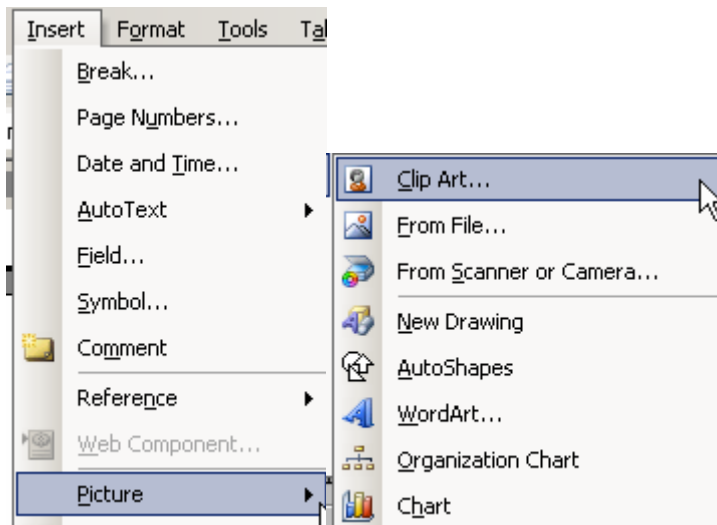 Insert Format Tools Ta
Break...
Page Numbers...
Date and Time...
AutoText
Field...
Symbol...
Comment
Reference
Web Component...
Picture
Clip Art...
From File...
From Scanner or Camera...
New Drawing
AutoShapes
WordArt...
Organization Chart
Chart